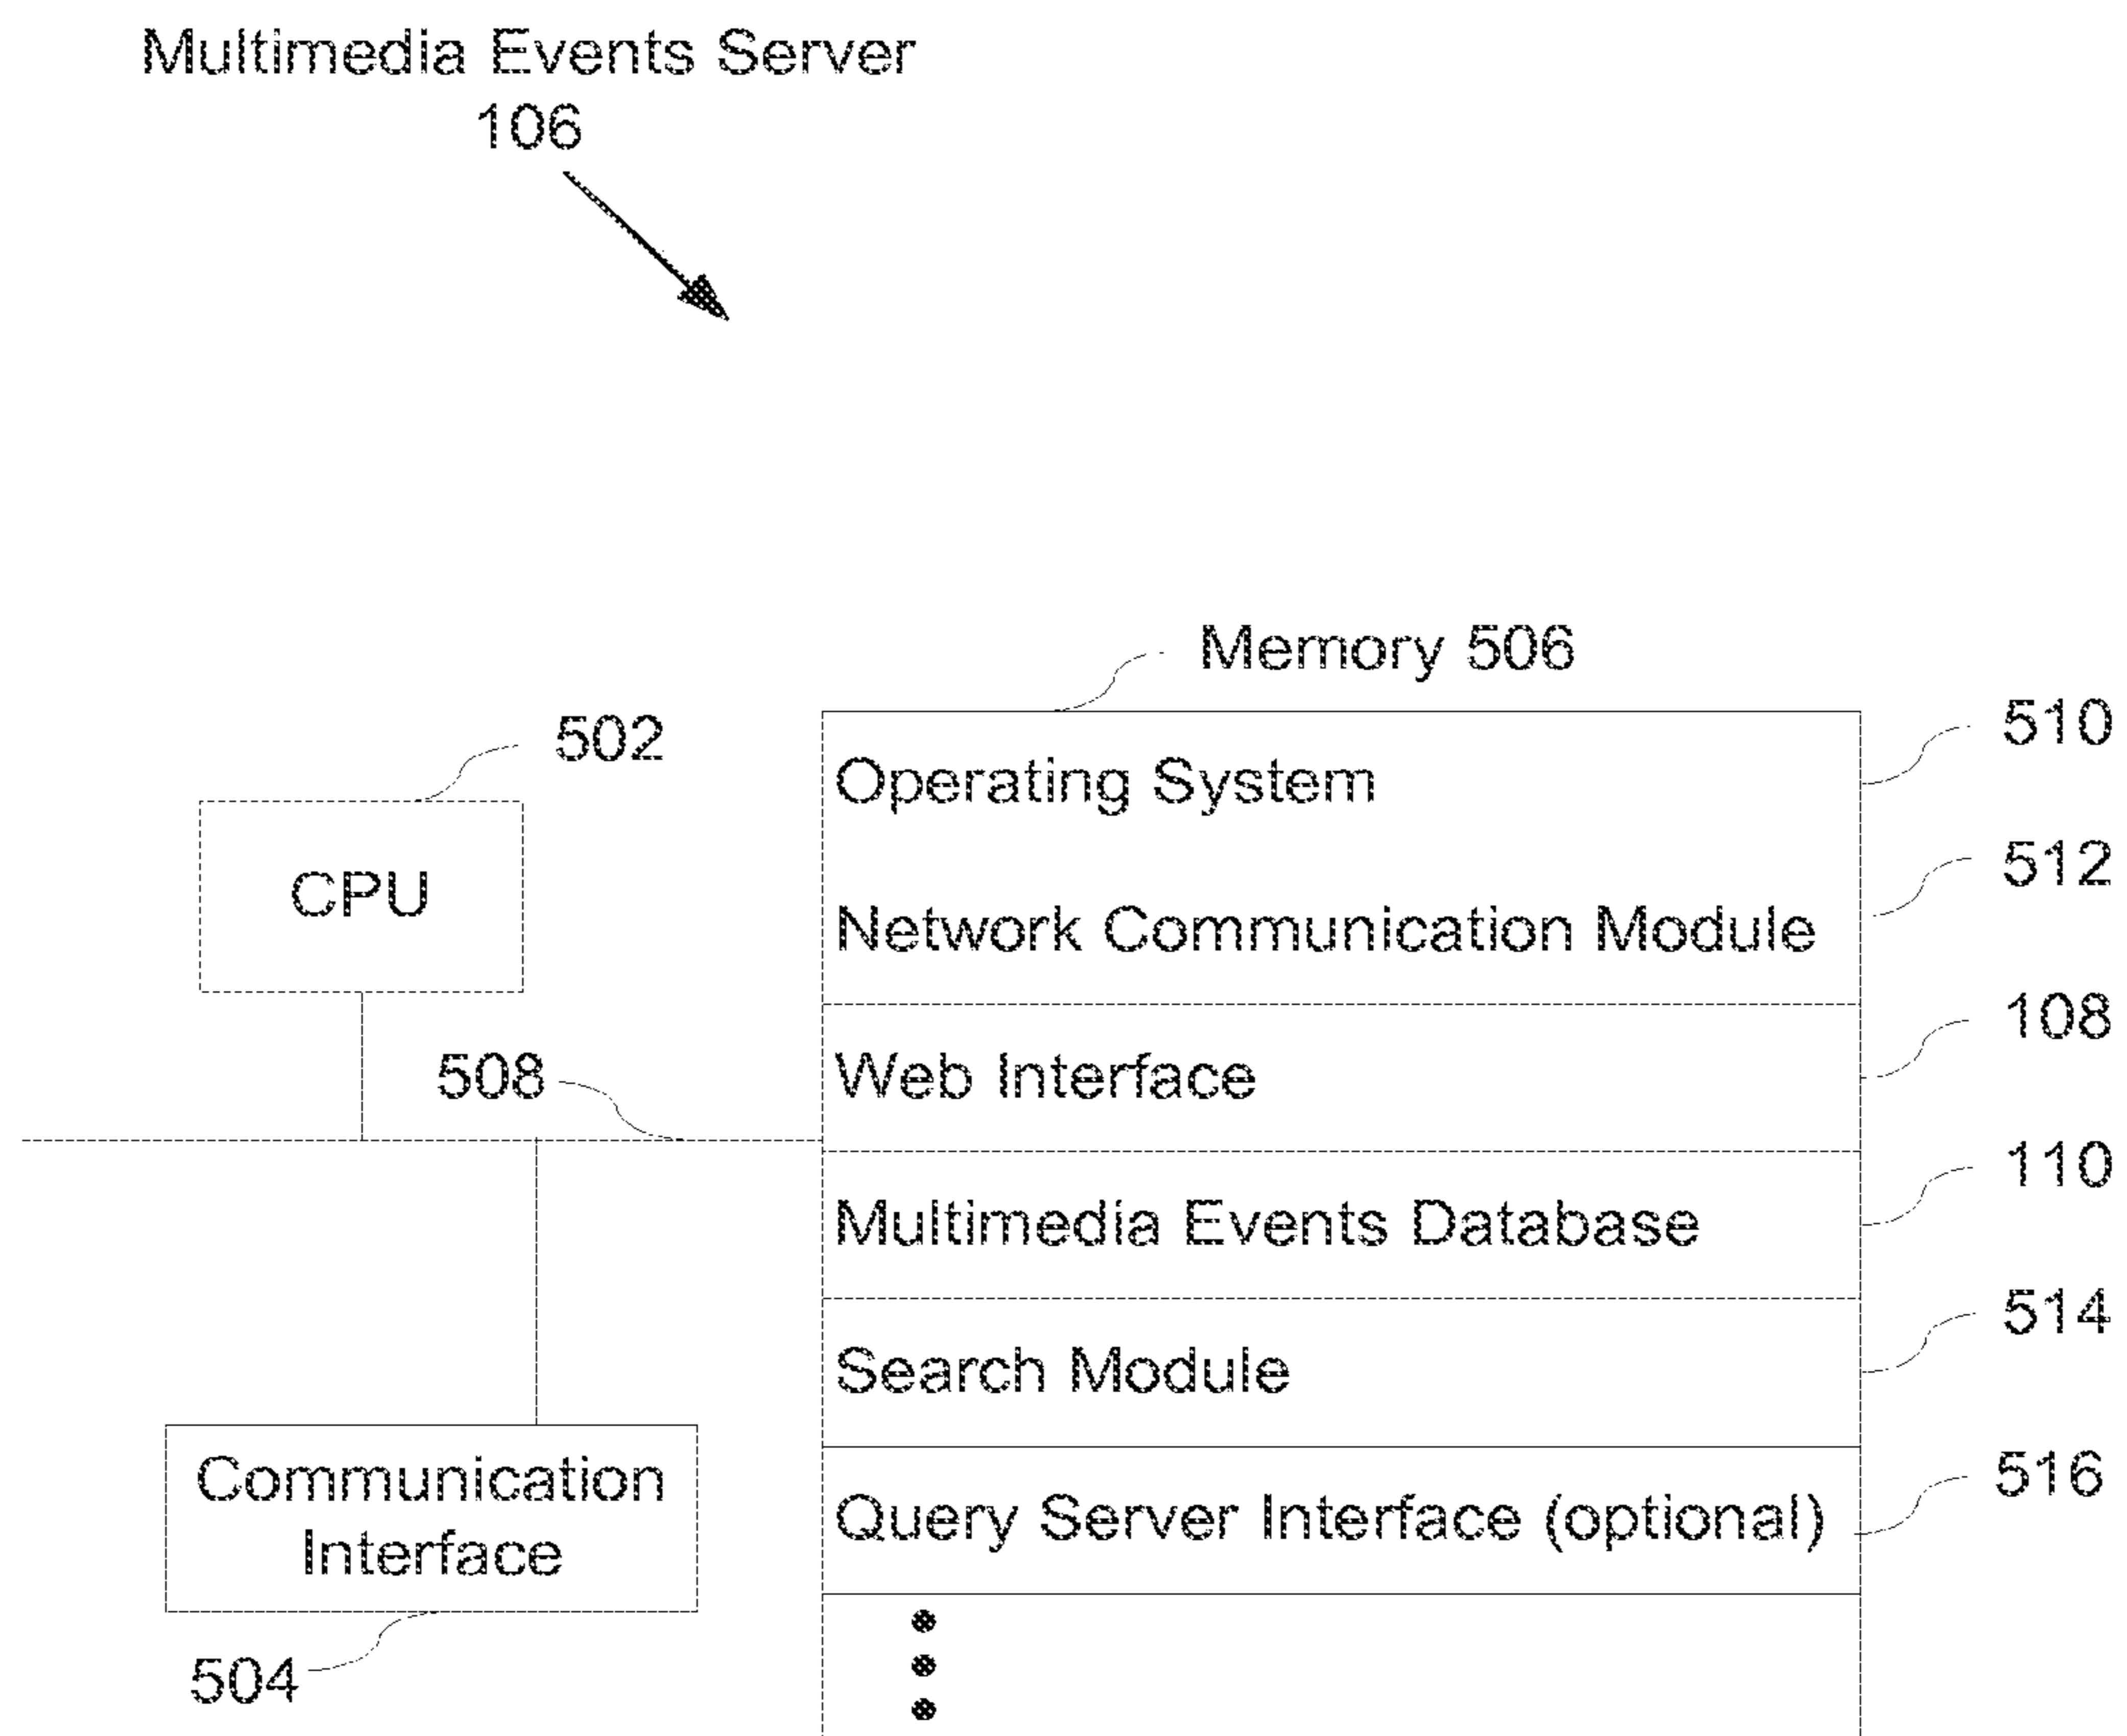 Multimedia Events Server
106
Memory 506
502
510
Operating System
CPU
512
Network Communication Module
108
508
Web Interface
110
Multimedia Events Database
514
Search Module
Communication
Interface
516
Query Server Interface (optional)
504